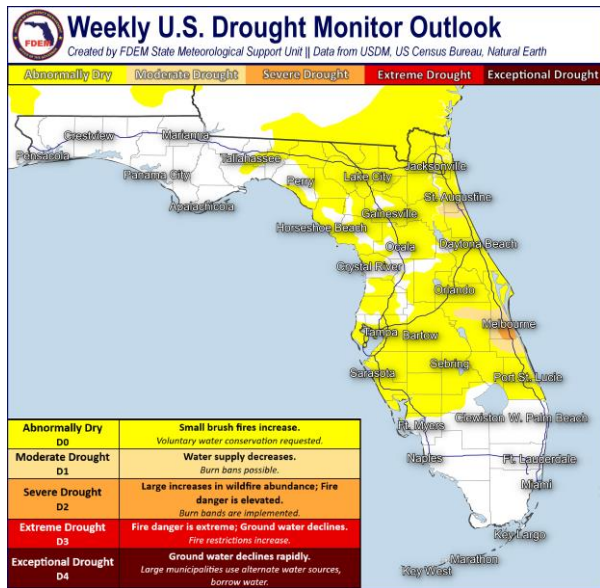 FDEM
Weekly U.S. Drought Monitor Outlook
Created by FDEM State Meteorological Support Unit || Data from USDM, US Census Bureau, Natural Earth
Abnormally Dry Moderate Drought Severe Drought Extreme Drought Exceptional Drought
Crestview
Marianna
Pensacola
Tallahassee
Jacksonville
Panama City
Perry
Lake City
St. Augustine
Apalachicola
Gainesville
Horseshoe Beach
Ocala
Daytona Beach
Crystal River
Orlando
Tampa
Bartow
Melbourne
Sarasota
Sebring
Port St. Lucie
Ft. Myers
Clewiston
W. Palm Beach
Naples
Ft. Lauderdale
Miami
Key Largo
Marathon
Key West
Abnormally Dry
D0
Small brush fires increase.
Voluntary water conservation requested.
Moderate Drought
D1
Water supply decreases.
Burn bans possible.
Severe Drought
D2
Large increases in wildfire abundance; Fire
danger is elevated.
Burn bands are implemented.
Extreme Drought
D3
Fire danger is extreme; Ground water declines.
Fire restrictions increase.
Exceptional Drought
D4
Ground water declines rapidly.
Large municipalities use alternate water sources,
borrow water.